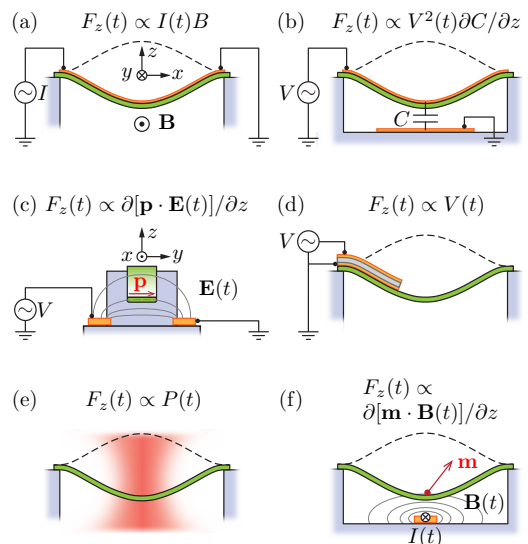 (a) F_z(t) ∝ I(t)B
z
y x
I
B
(b) F_z(t) ∝ V²(t)∂C/∂z
V
C
(c) F_z(t) ∝ ∂[p · E(t)]/∂z
z
x y
p
E(t)
V
(d) F_z(t) ∝ V(t)
V
(e) F_z(t) ∝ P(t)
(f) F_z(t) ∝
∂[m · B(t)]/∂z
m
B(t)
I(t)